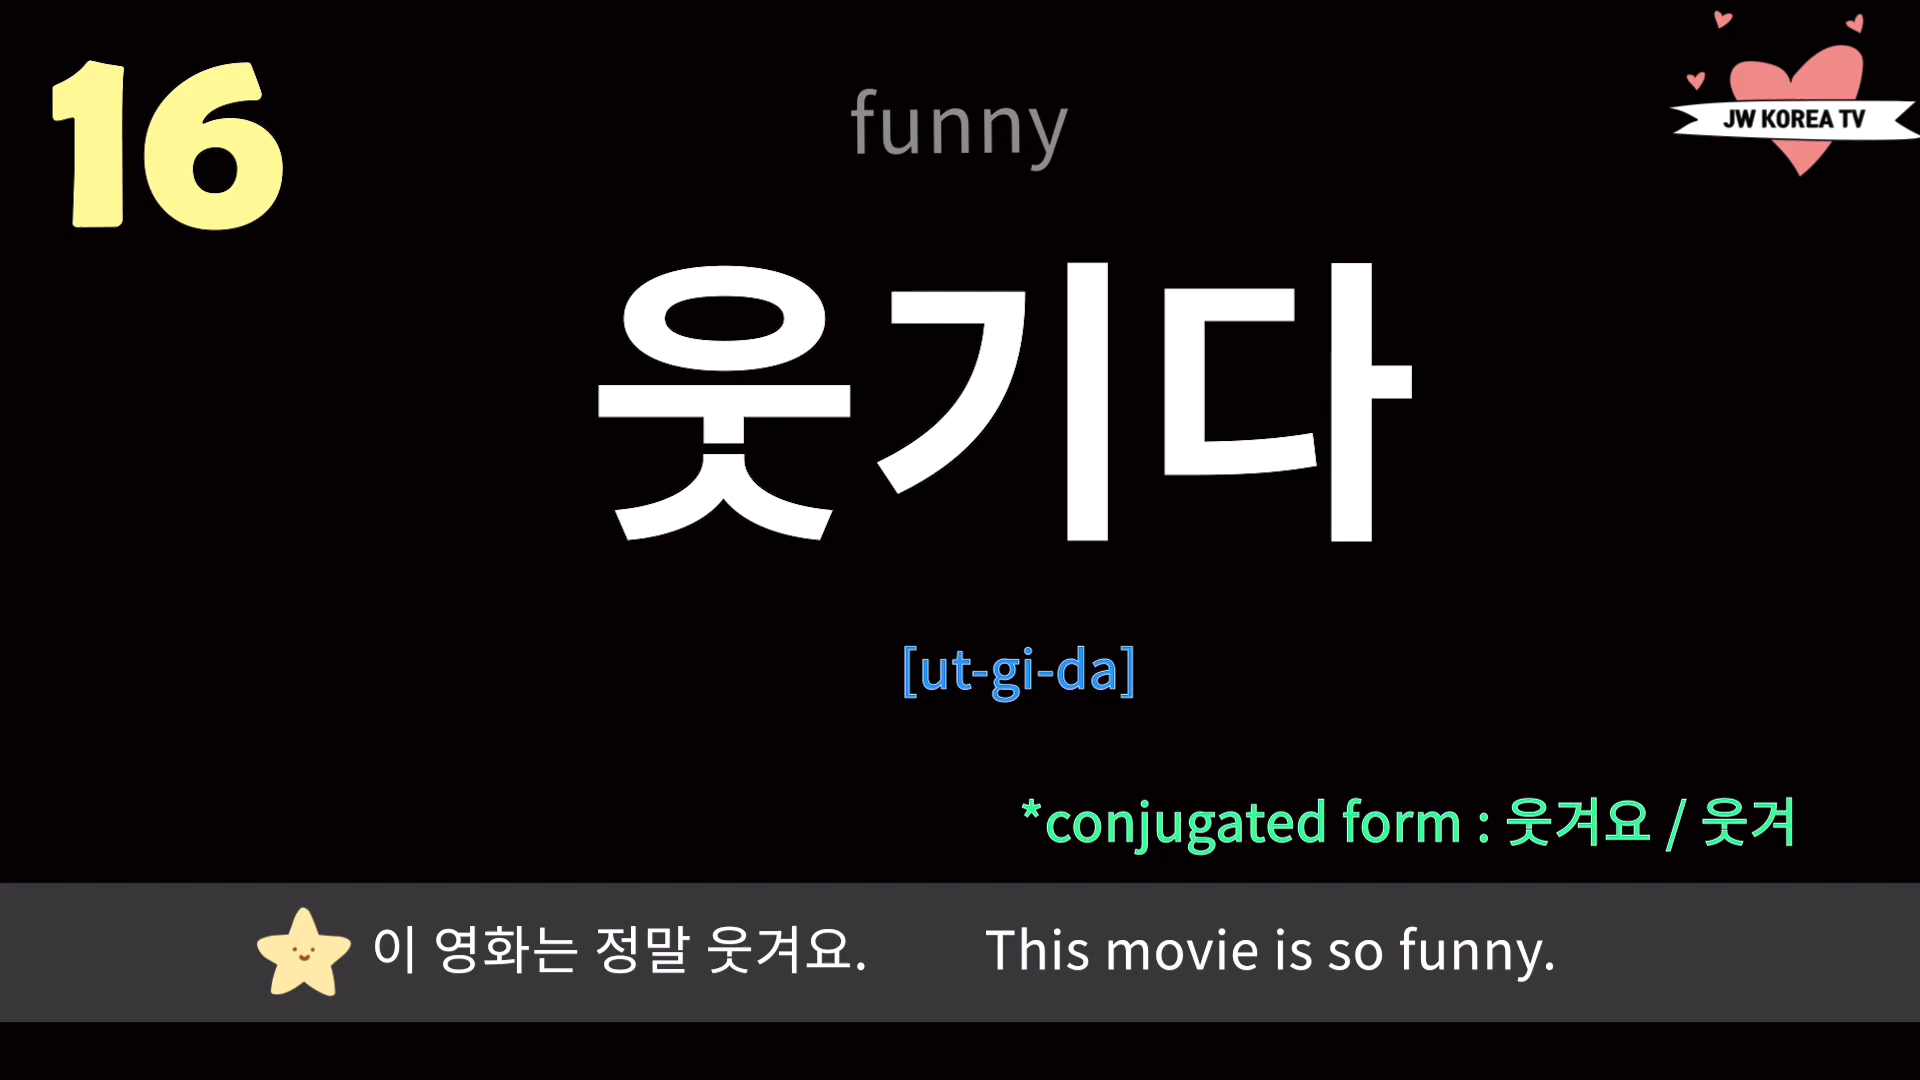 16
funny
JW KOREA TV
웃기다
[ut-gi-da]
*conjugated form : 웃겨요 / 웃겨
이 영화는 정말 웃겨요. This movie is so funny.